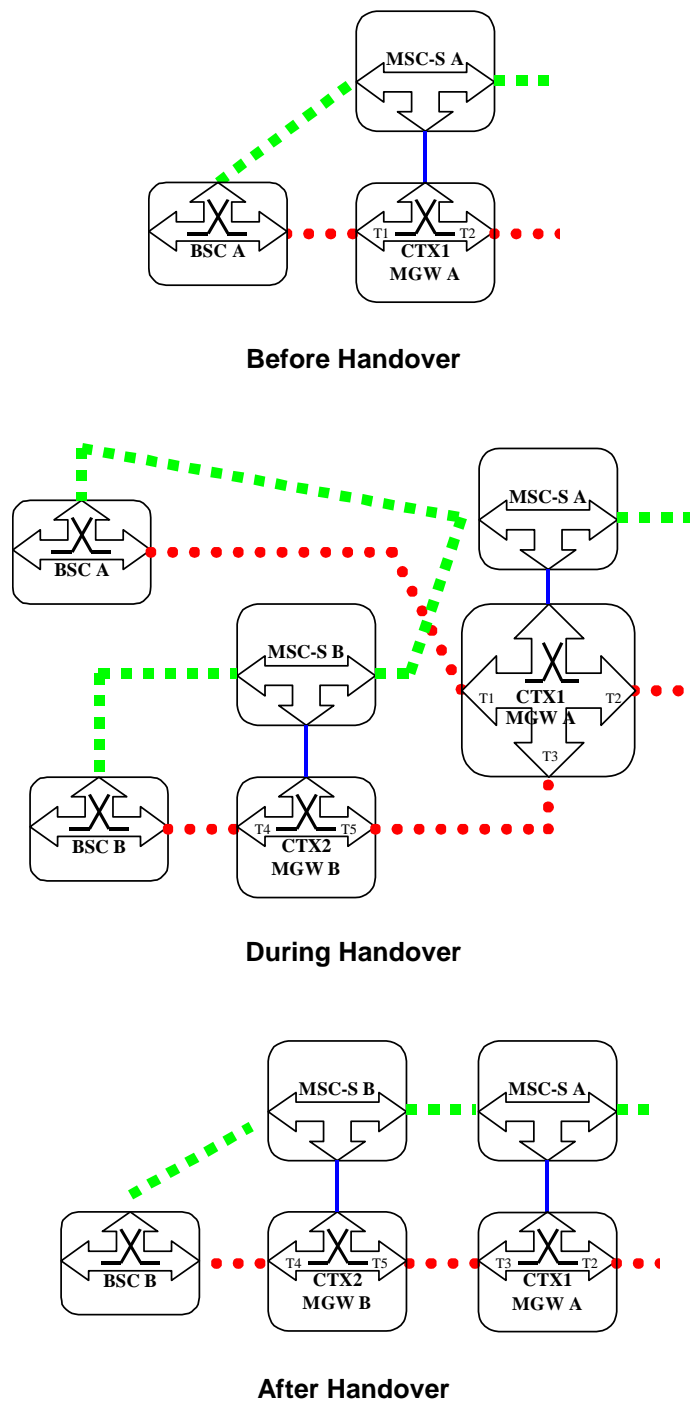 MSC-S A
T1
T2
BSC A
CTX1
MGW A
Before Handover
MSC-S A
BSC A
MSC-S B
T1
CTX1
T2
MGW A
T3
T4
T5
BSC B
CTX2
MGW B
During Handover
MSC-S B
MSC-S A
T4
T5
T3
T2
BSC B
CTX2
CTX1
MGW B
MGW A
After Handover